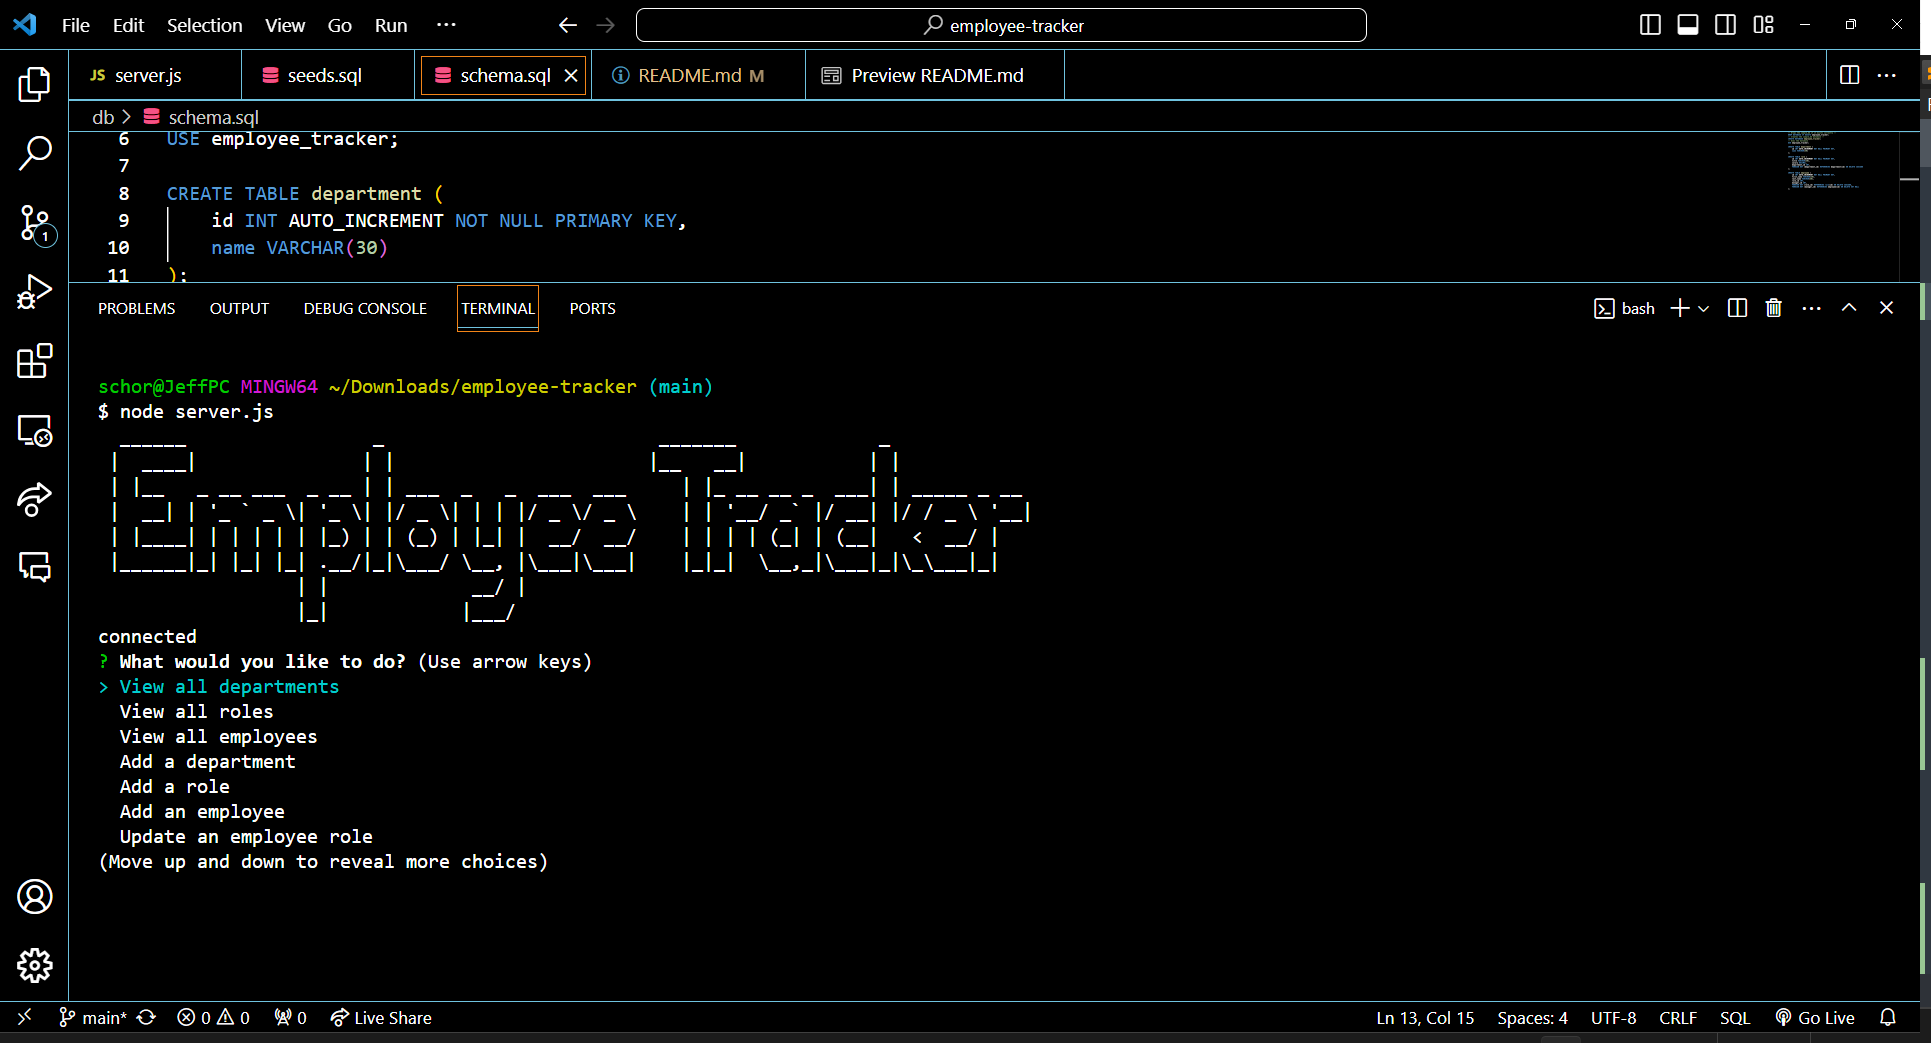 File Edit Selection View Go Run ··· employee-tracker
JS server.js seeds.sql schema.sql README.md M Preview README.md
db > schema.sql
6 USE employee_tracker;
7
8 CREATE TABLE department (
9 id INT AUTO_INCREMENT NOT NULL PRIMARY KEY,
10 name VARCHAR(30)
11 );
PROBLEMS OUTPUT DEBUG CONSOLE TERMINAL PORTS bash
schor@JeffPC MINGW64 ~/Downloads/employee-tracker (main)
$ node server.js
Employee Tracker
connected
? What would you like to do? (Use arrow keys)
> View all departments
View all roles
View all employees
Add a department
Add a role
Add an employee
Update an employee role
(Move up and down to reveal more choices)
1
main* 0 0 0 Live Share Ln 13, Col 15 Spaces: 4 UTF-8 CRLF SQL Go Live